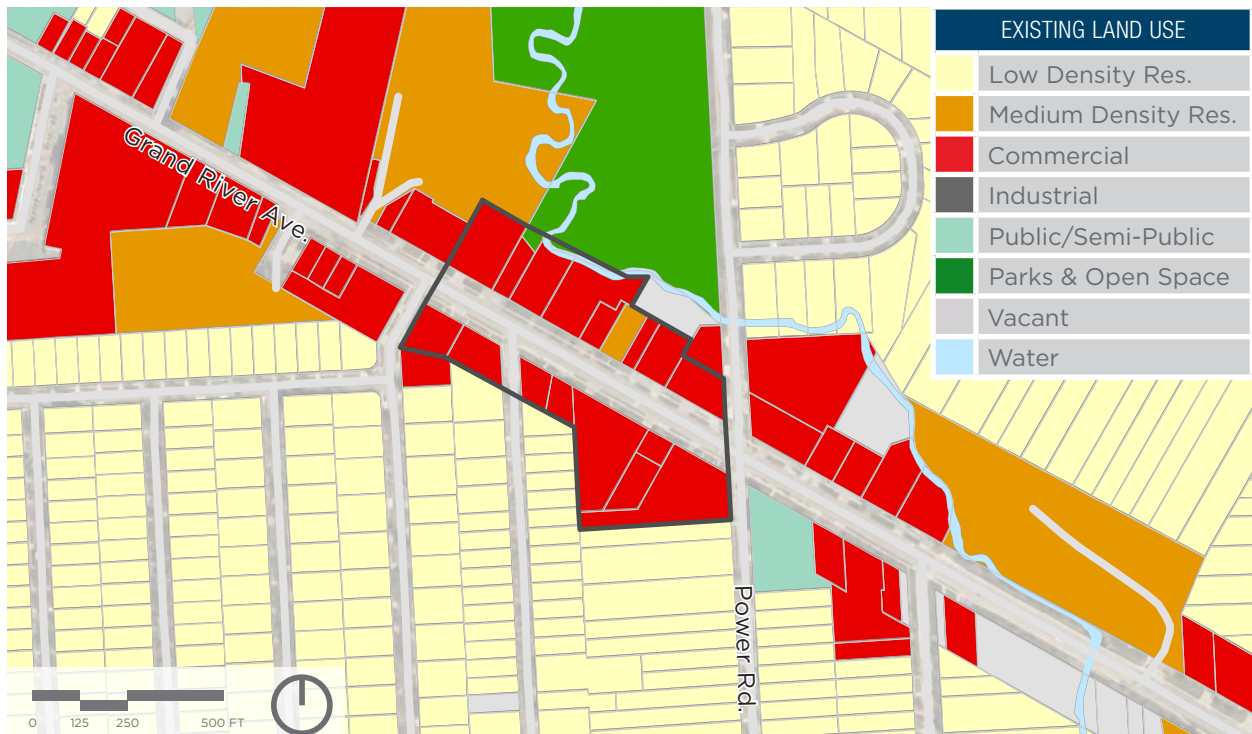 EXISTING LAND USE
Low Density Res.
Medium Density Res.
Commercial
Industrial
Public/Semi-Public
Parks & Open Space
Vacant
Water
Grand River Ave.
Power Rd.
0 125 250 500 FT